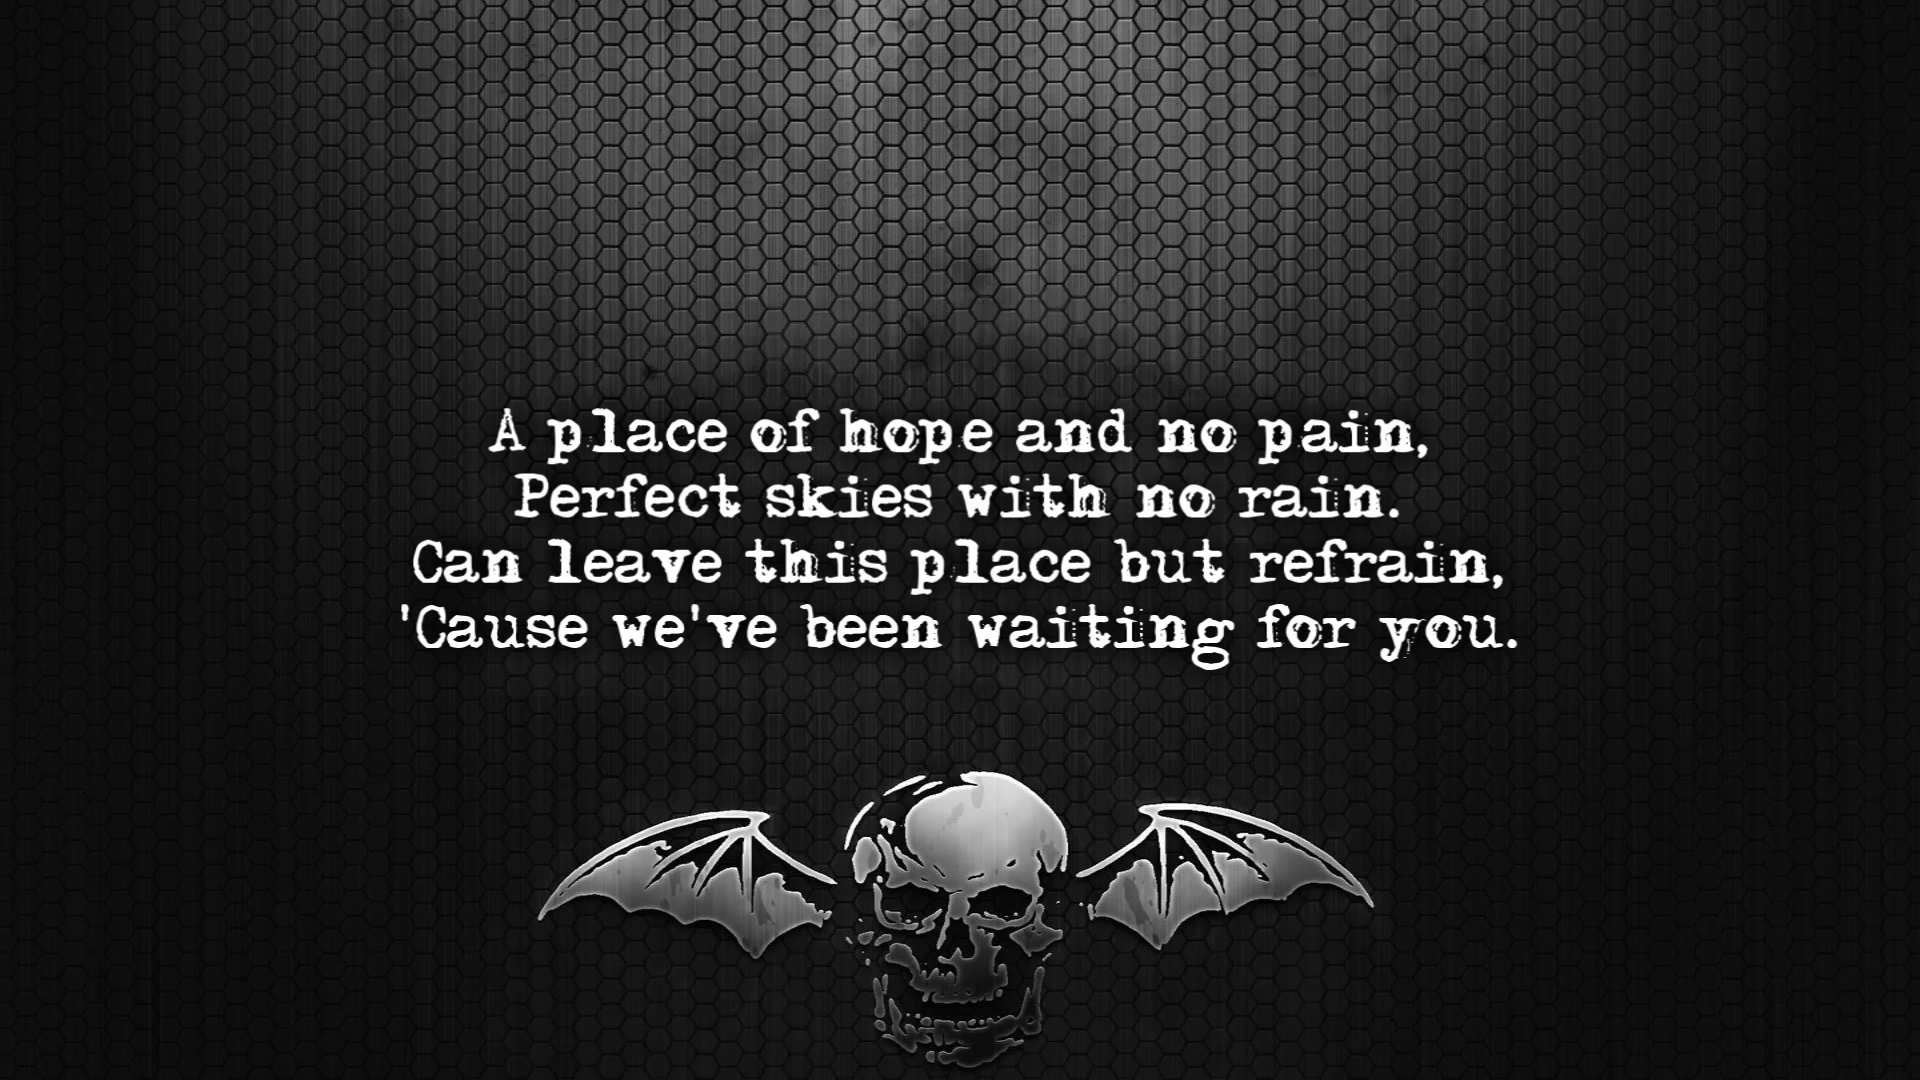 A place of hope and no pain,
Perfect skies with no rain.
Can leave this place but refrain,
'Cause we've been waiting for you.